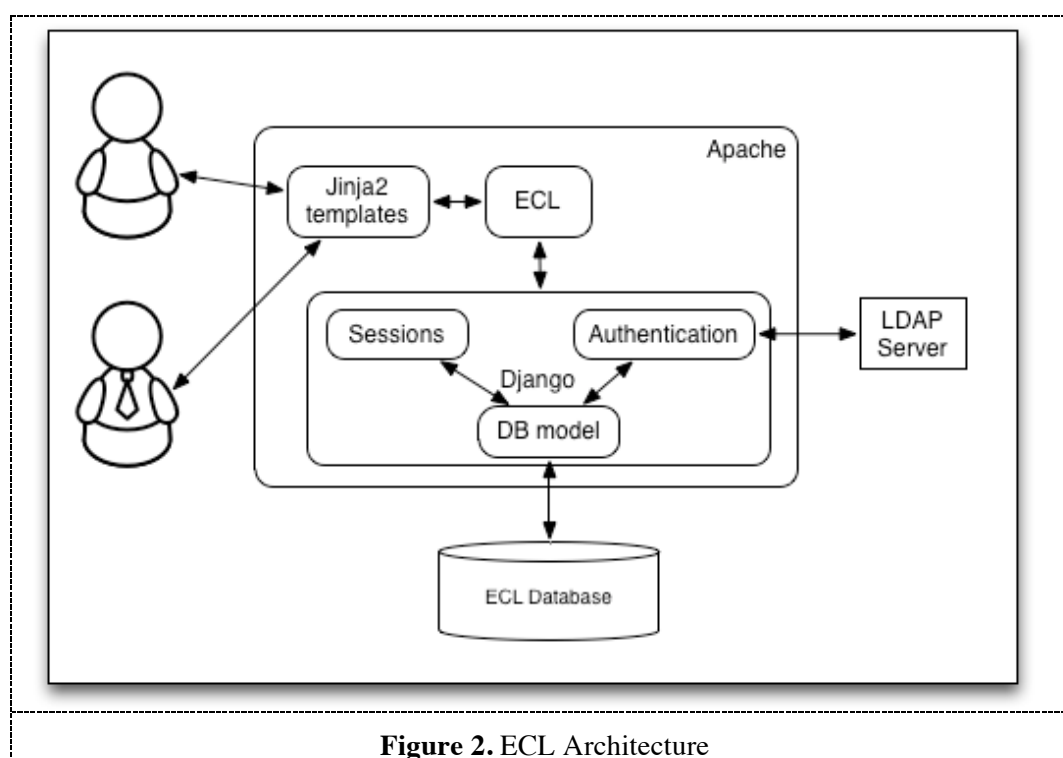 Apache
Jinja2
templates
ECL
Sessions
Authentication
Django
DB model
LDAP
Server
ECL Database
Figure 2. ECL Architecture